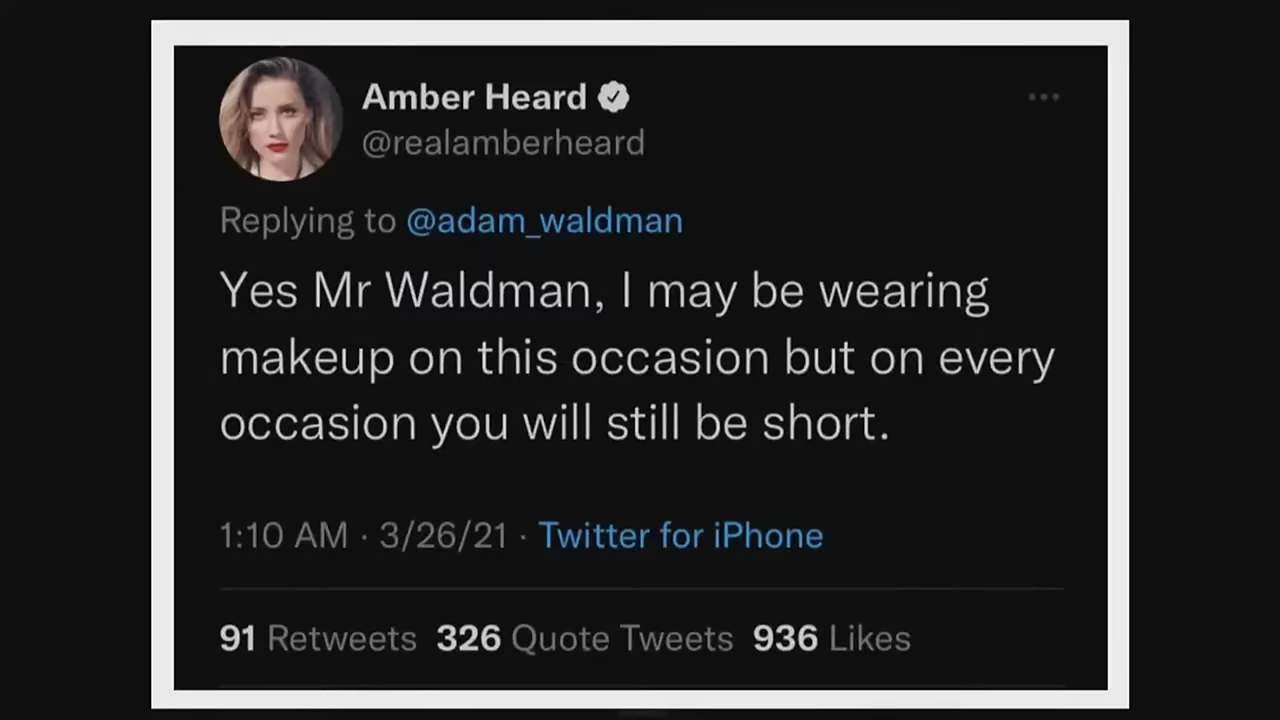 Amber Heard
@realamberheard
Replying to @adam_waldman
Yes Mr Waldman, I may be wearing
makeup on this occasion but on every
occasion you will still be short.
1:10 AM · 3/26/21 · Twitter for iPhone
91 Retweets 326 Quote Tweets 936 Likes